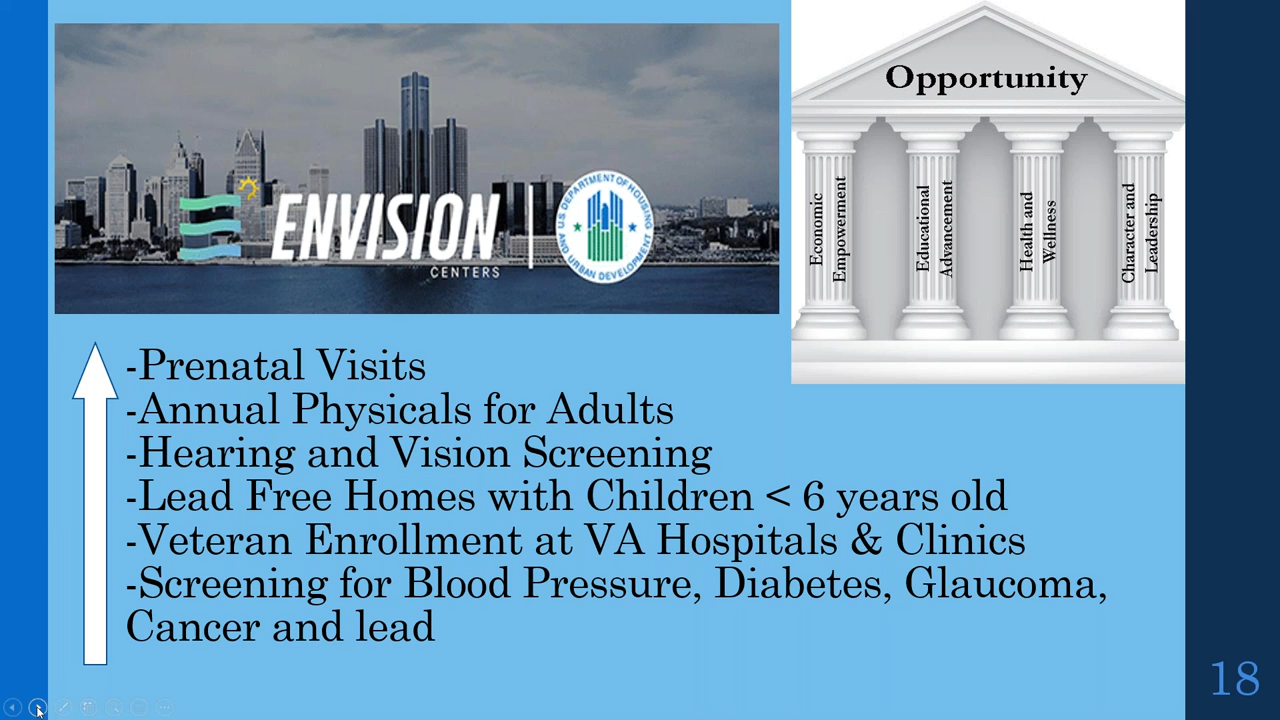 Opportunity
Economic
Empowerment
Educational
Advancement
Health and
Wellness
Character and
Leadership
ENVISION
CENTERS
U.S. DEPARTMENT OF HOUSING
AND URBAN DEVELOPMENT
-Prenatal Visits
-Annual Physicals for Adults
-Hearing and Vision Screening
-Lead Free Homes with Children < 6 years old
-Veteran Enrollment at VA Hospitals & Clinics
-Screening for Blood Pressure, Diabetes, Glaucoma,
Cancer and lead
18